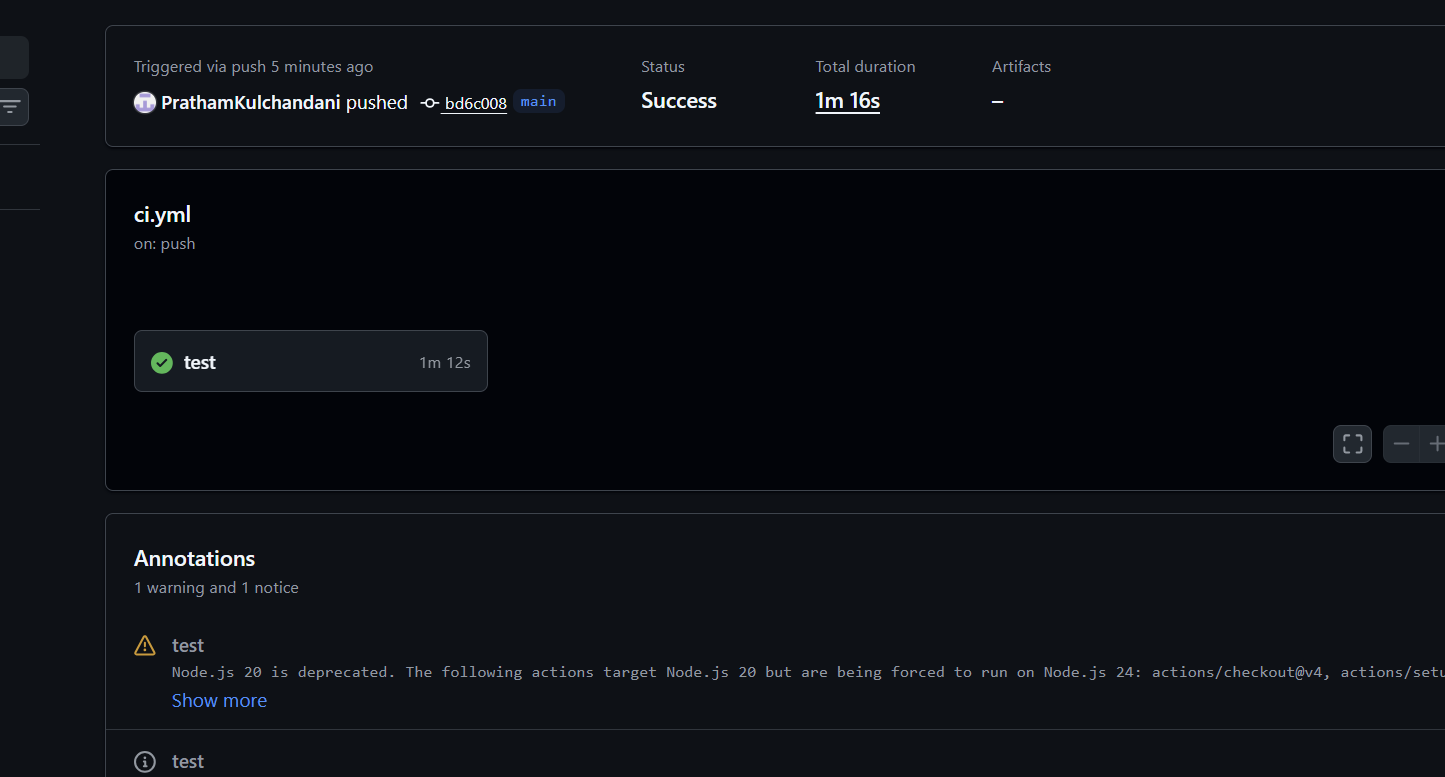 Triggered via push 5 minutes ago
PrathamKulchandani pushed bd6c008 main
Status
Success
Total duration
1m 16s
Artifacts
–
ci.yml
on: push
test 1m 12s
Annotations
1 warning and 1 notice
test
Node.js 20 is deprecated. The following actions target Node.js 20 but are being forced to run on Node.js 24: actions/checkout@v4, actions/setu
Show more
test